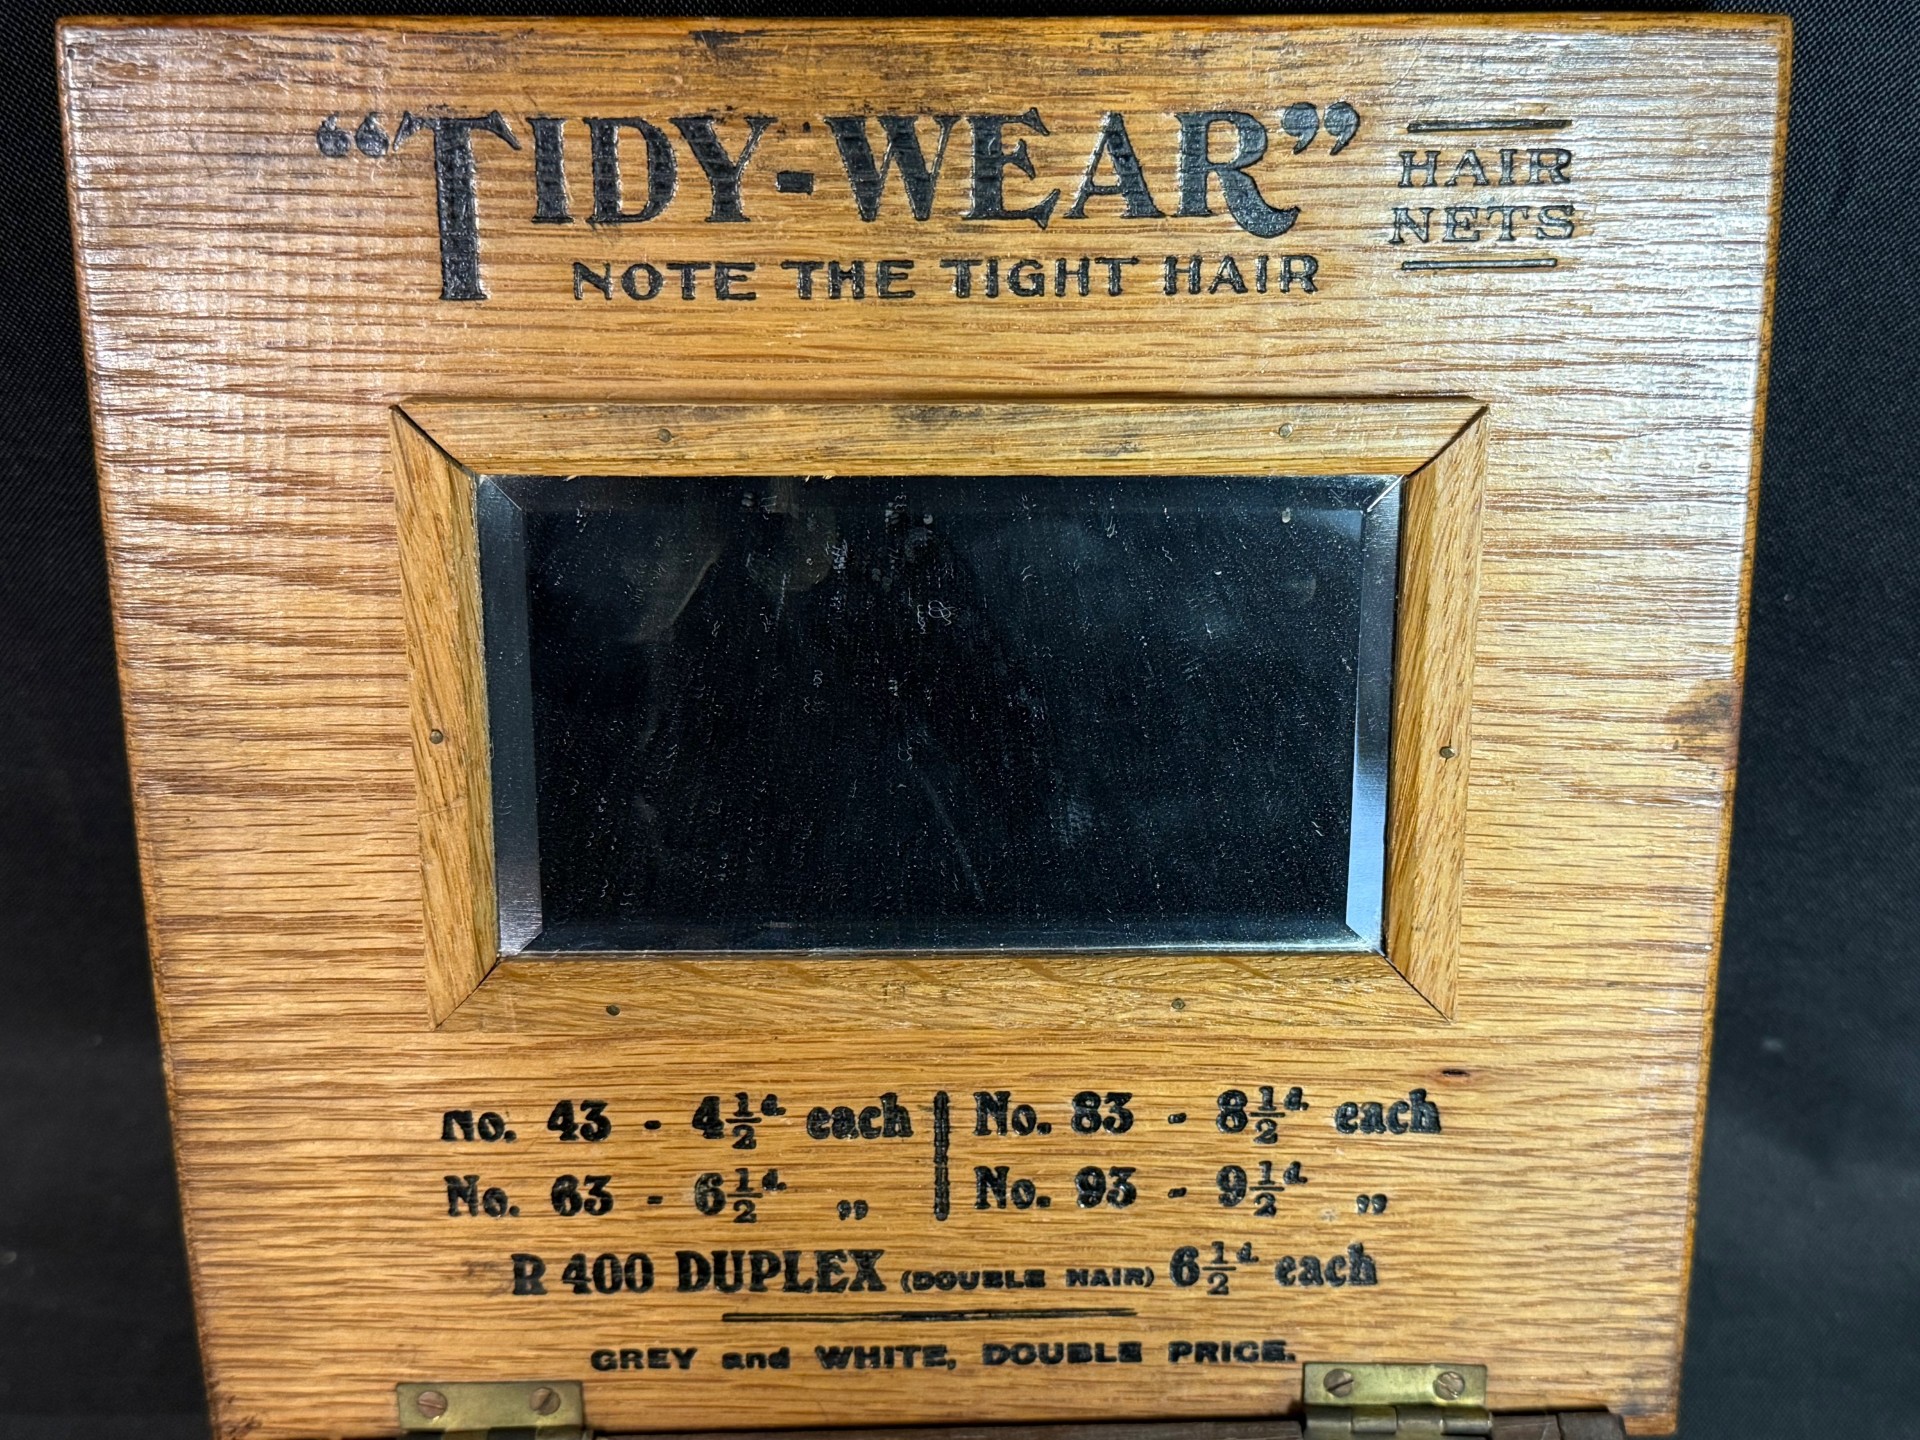 “TIDY-WEAR” HAIR NETS
NOTE THE TIGHT HAIR
No. 43 - 4½d. each No. 83 - 8½d. each
No. 63 - 6½d. „ No. 93 - 9½d. „
R 400 DUPLEX (DOUBLE HAIR) 6½d. each
GREY and WHITE, DOUBLE PRICE.